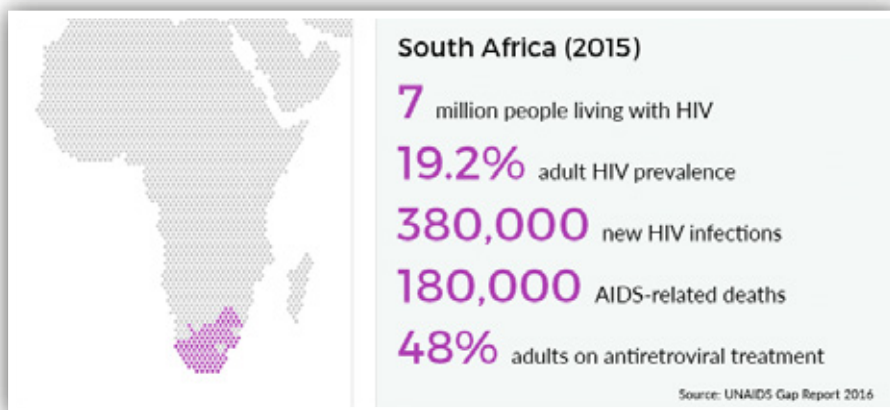 South Africa (2015)
7 million people living with HIV
19.2% adult HIV prevalence
380,000 new HIV infections
180,000 AIDS-related deaths
48% adults on antiretroviral treatment
Source: UNAIDS Gap Report 2016